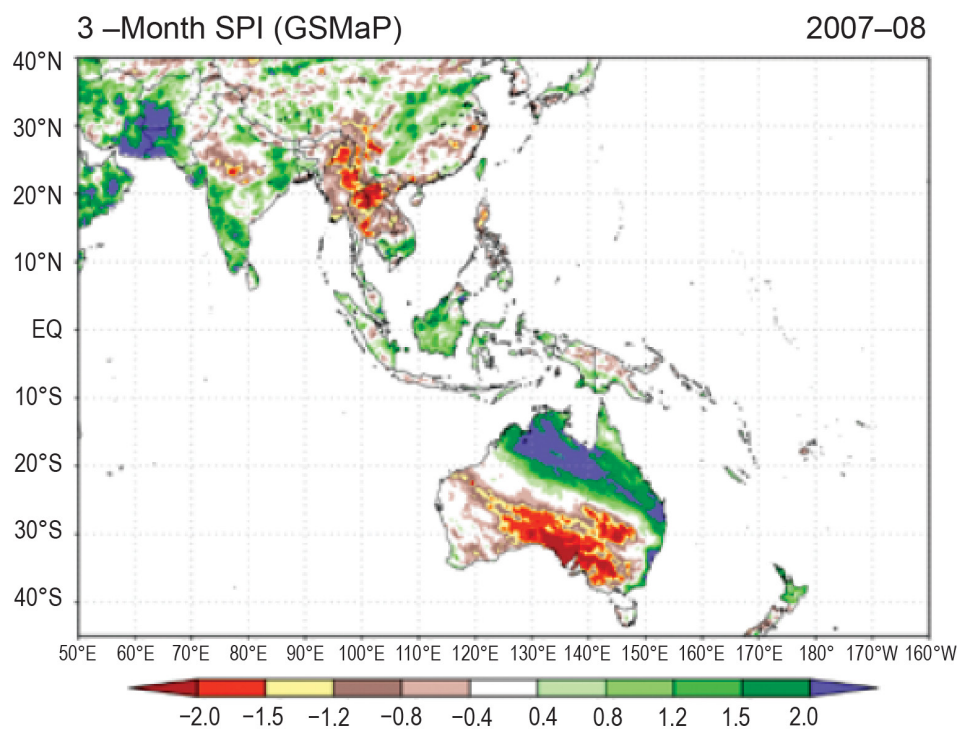 3 –Month SPI (GSMaP) 2007–08
40°N
30°N
20°N
10°N
EQ
10°S
20°S
30°S
40°S
50°E 60°E 70°E 80°E 90°E 100°E 110°E 120°E 130°E 140°E 150°E 160°E 170°E 180° 170°W 160°W
−2.0 −1.5 −1.2 −0.8 −0.4 0.4 0.8 1.2 1.5 2.0